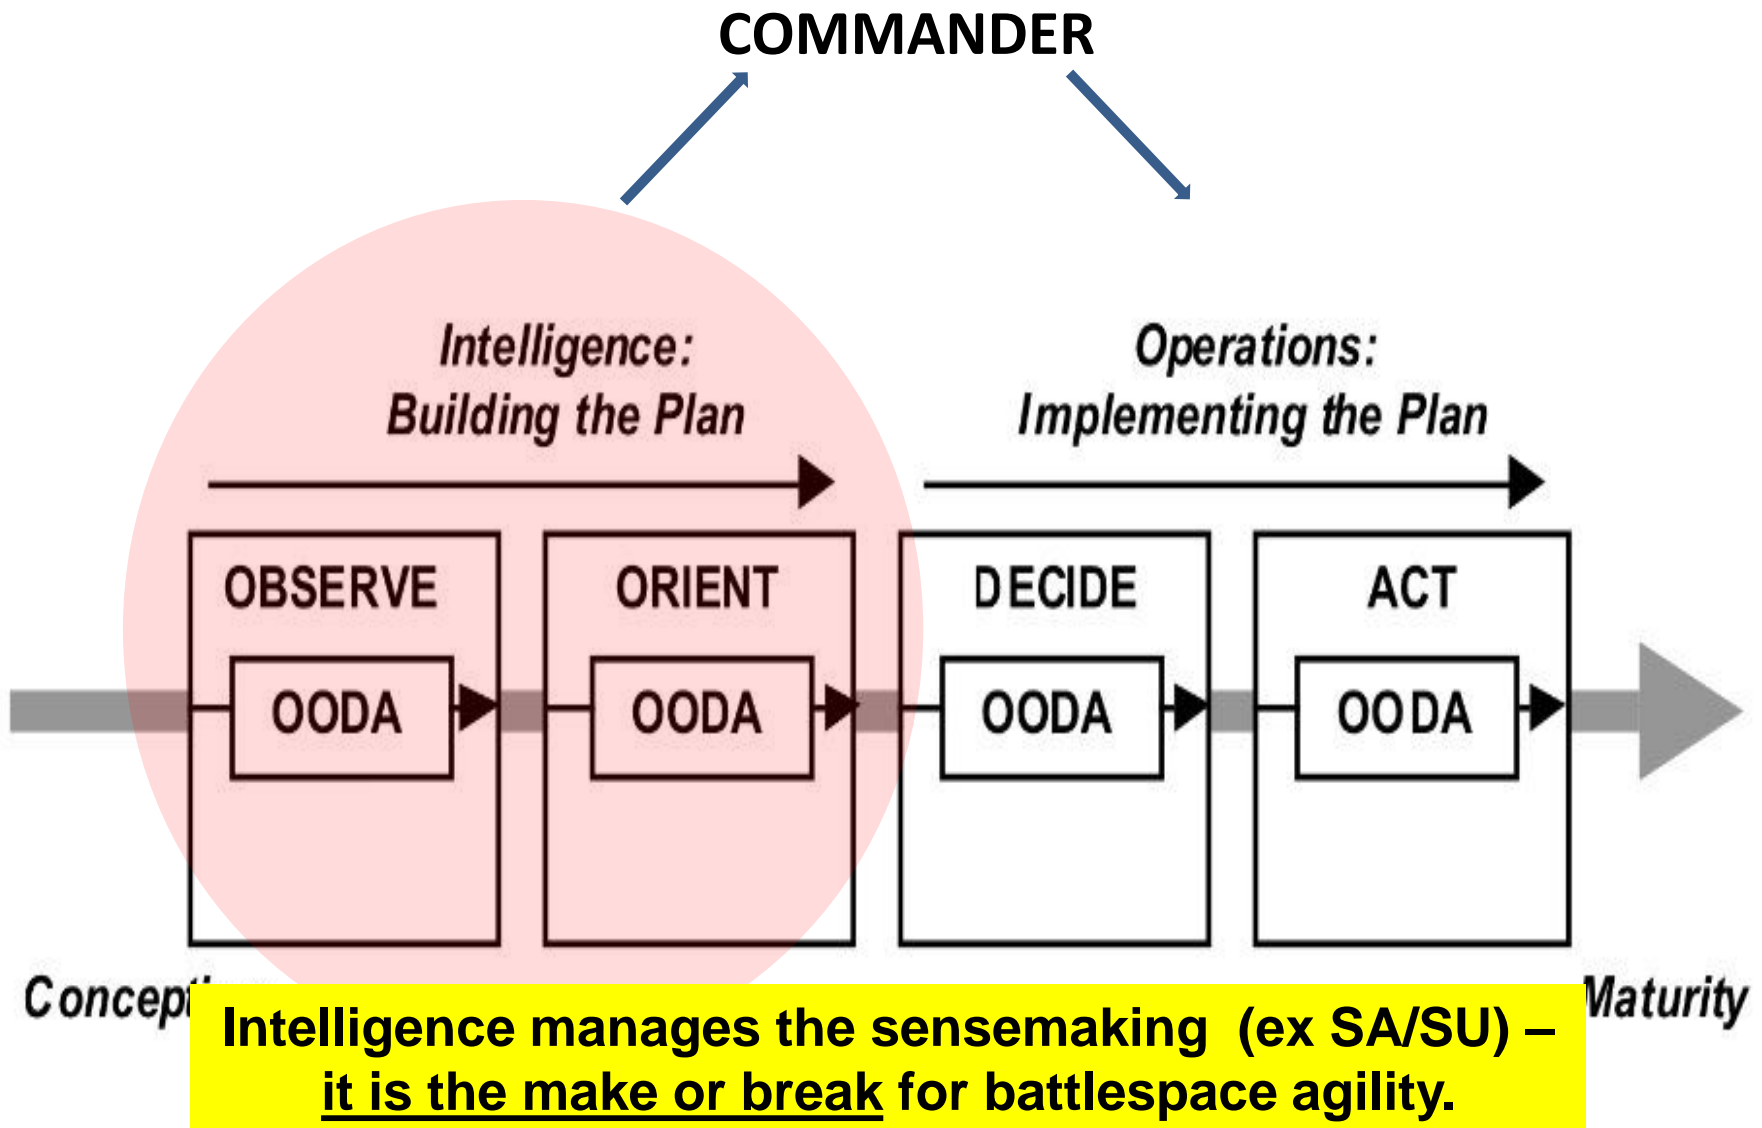 COMMANDER
Intelligence:
Building the Plan
Operations:
Implementing the Plan
OBSERVE
ORIENT
DECIDE
ACT
OODA
OODA
OODA
OODA
Maturity
Intelligence manages the sensemaking (ex SA/SU) –
it is the make or break for battlespace agility.